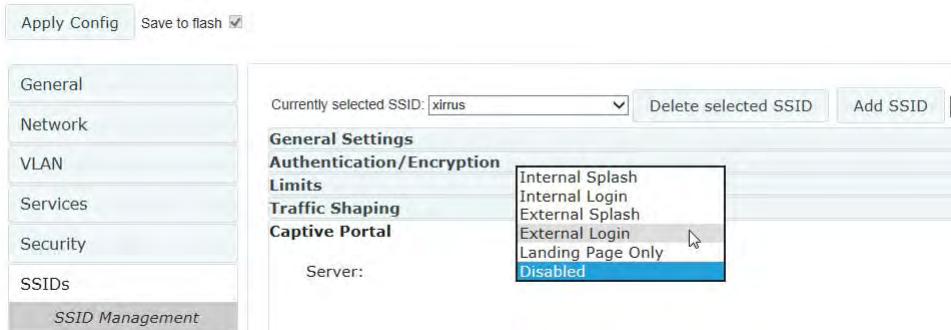 Apply Config Save to flash
General
Network
VLAN
Services
Security
SSIDs
SSID Management
Currently selected SSID: xirrus Delete selected SSID Add SSID
General Settings
Authentication/Encryption
Limits
Traffic Shaping
Captive Portal
Server:
Internal Splash
Internal Login
External Splash
External Login
Landing Page Only
Disabled